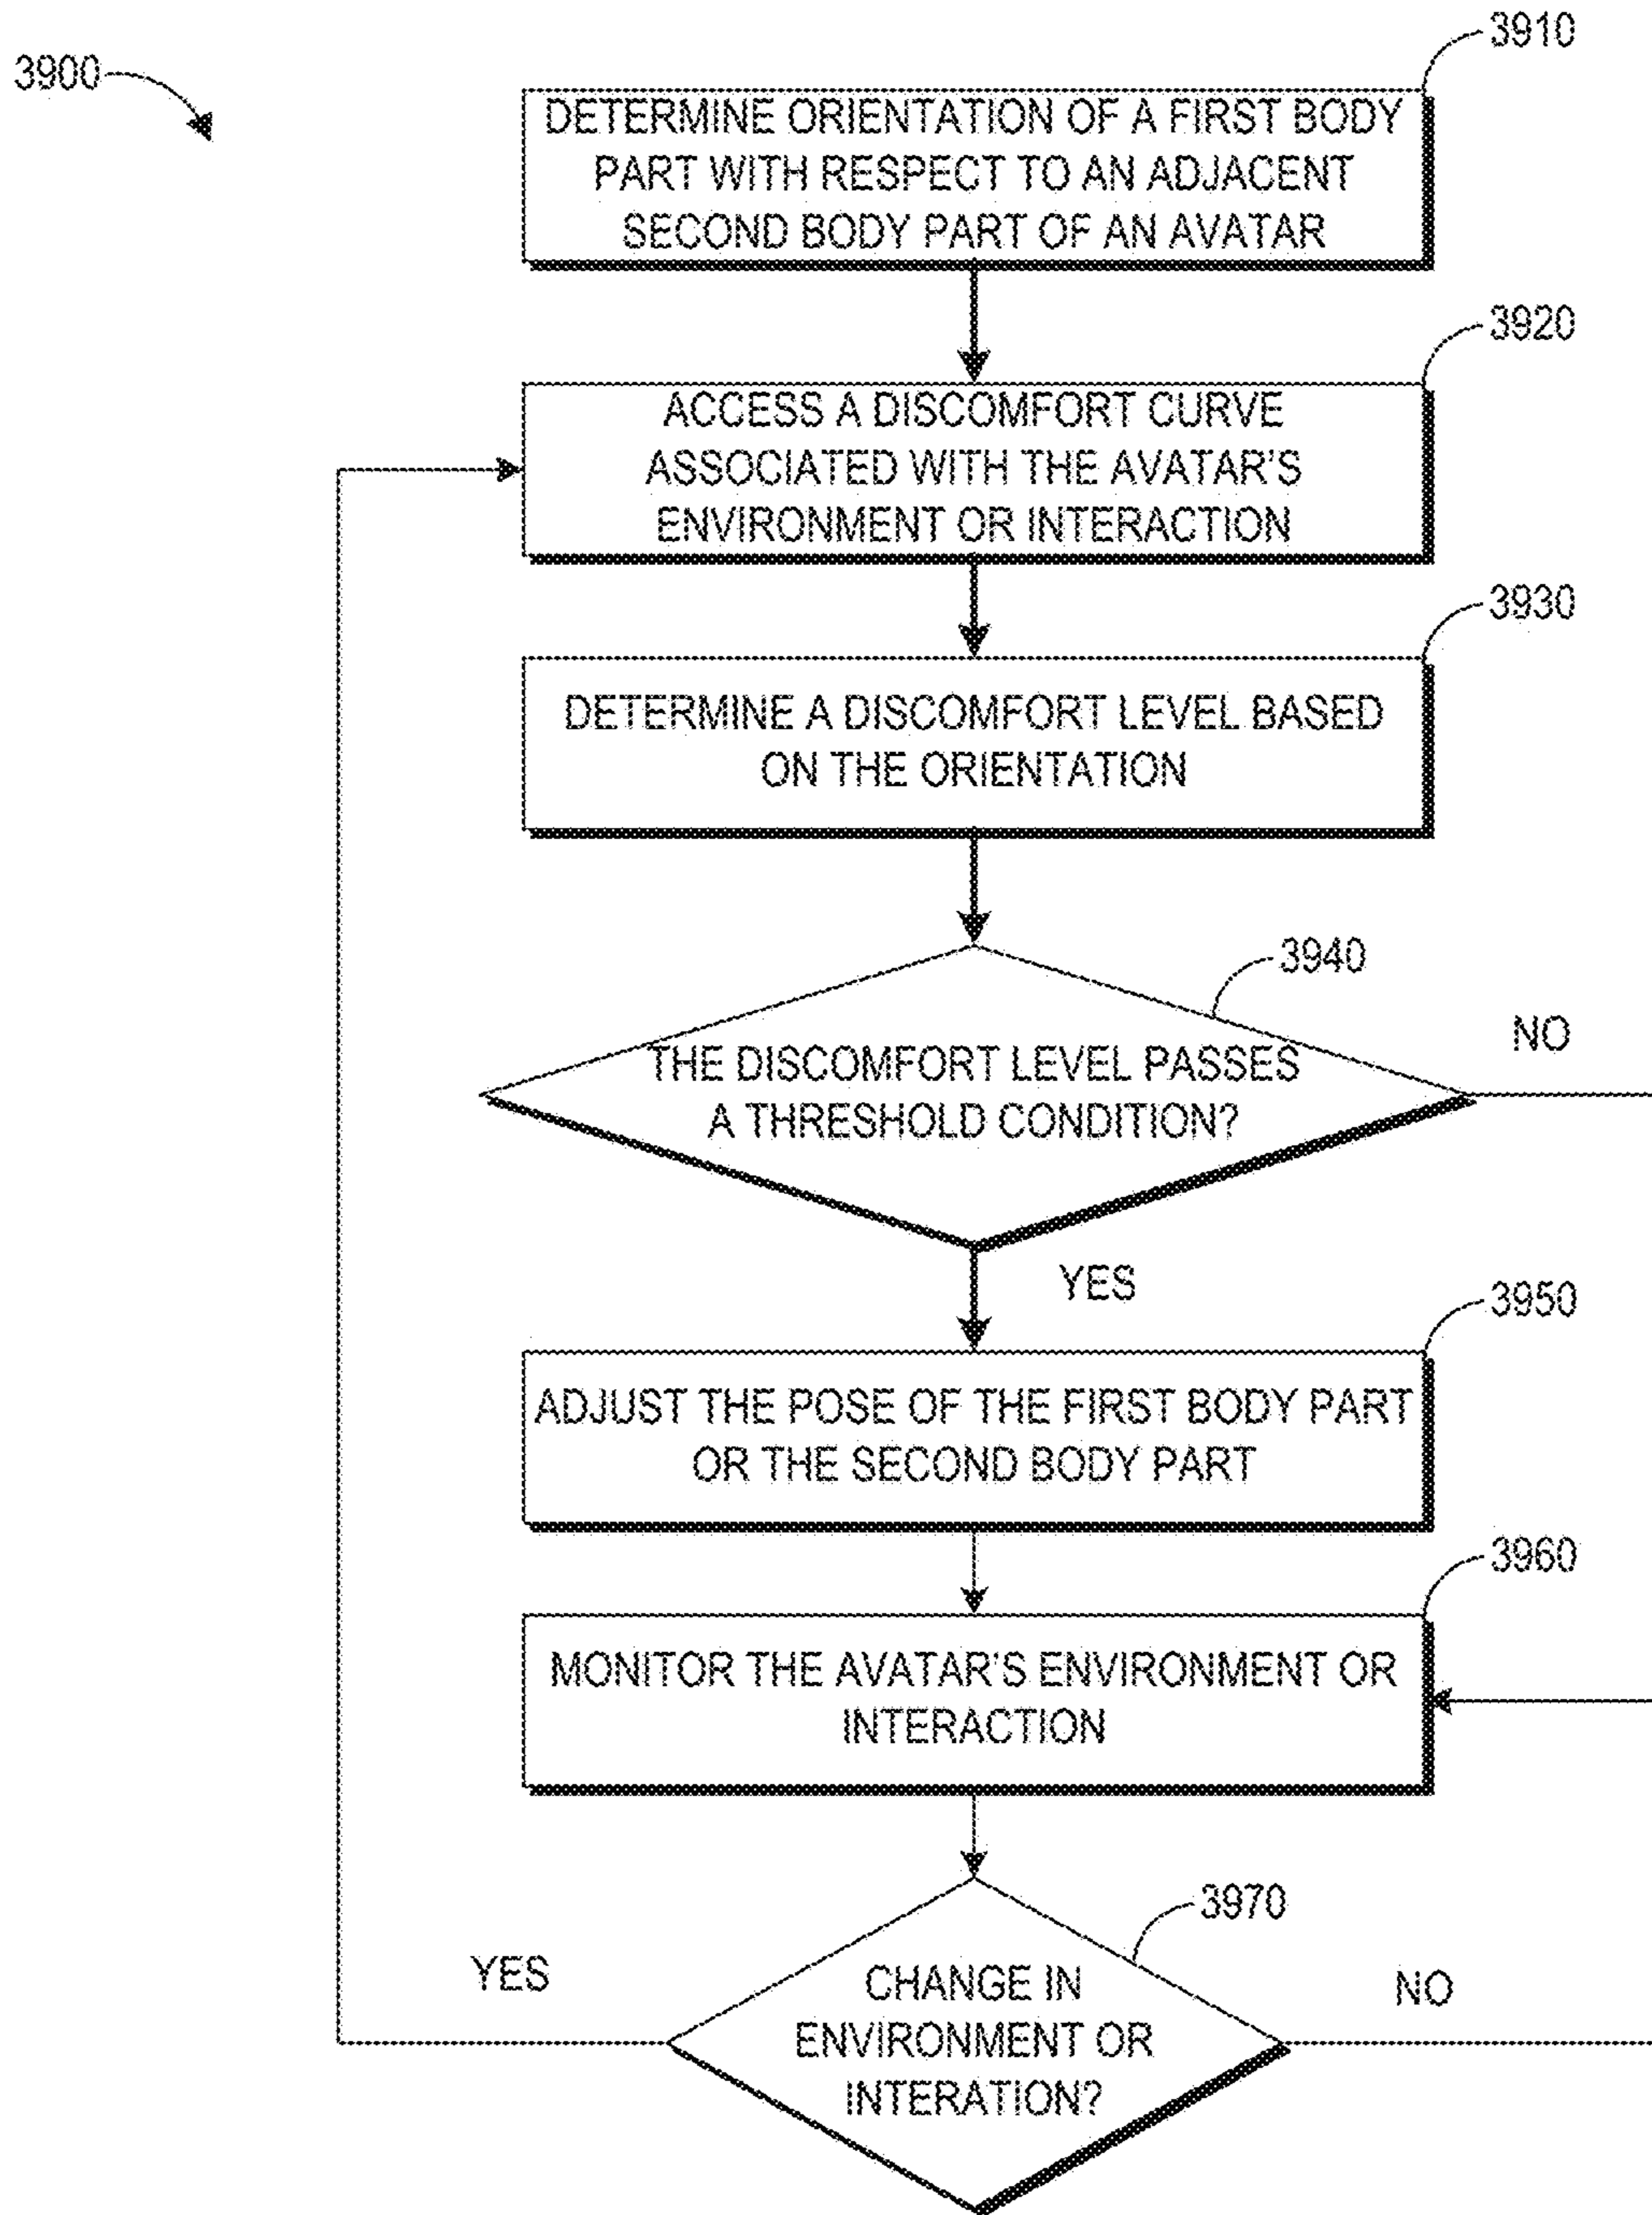 3900
3910
DETERMINE ORIENTATION OF A FIRST BODY
PART WITH RESPECT TO AN ADJACENT
SECOND BODY PART OF AN AVATAR
3920
ACCESS A DISCOMFORT CURVE
ASSOCIATED WITH THE AVATAR'S
ENVIRONMENT OR INTERACTION
3930
DETERMINE A DISCOMFORT LEVEL BASED
ON THE ORIENTATION
3940
THE DISCOMFORT LEVEL PASSES
A THRESHOLD CONDITION?
NO
YES
3950
ADJUST THE POSE OF THE FIRST BODY PART
OR THE SECOND BODY PART
3960
MONITOR THE AVATAR'S ENVIRONMENT OR
INTERACTION
3970
CHANGE IN
ENVIRONMENT OR
INTERATION?
YES
NO